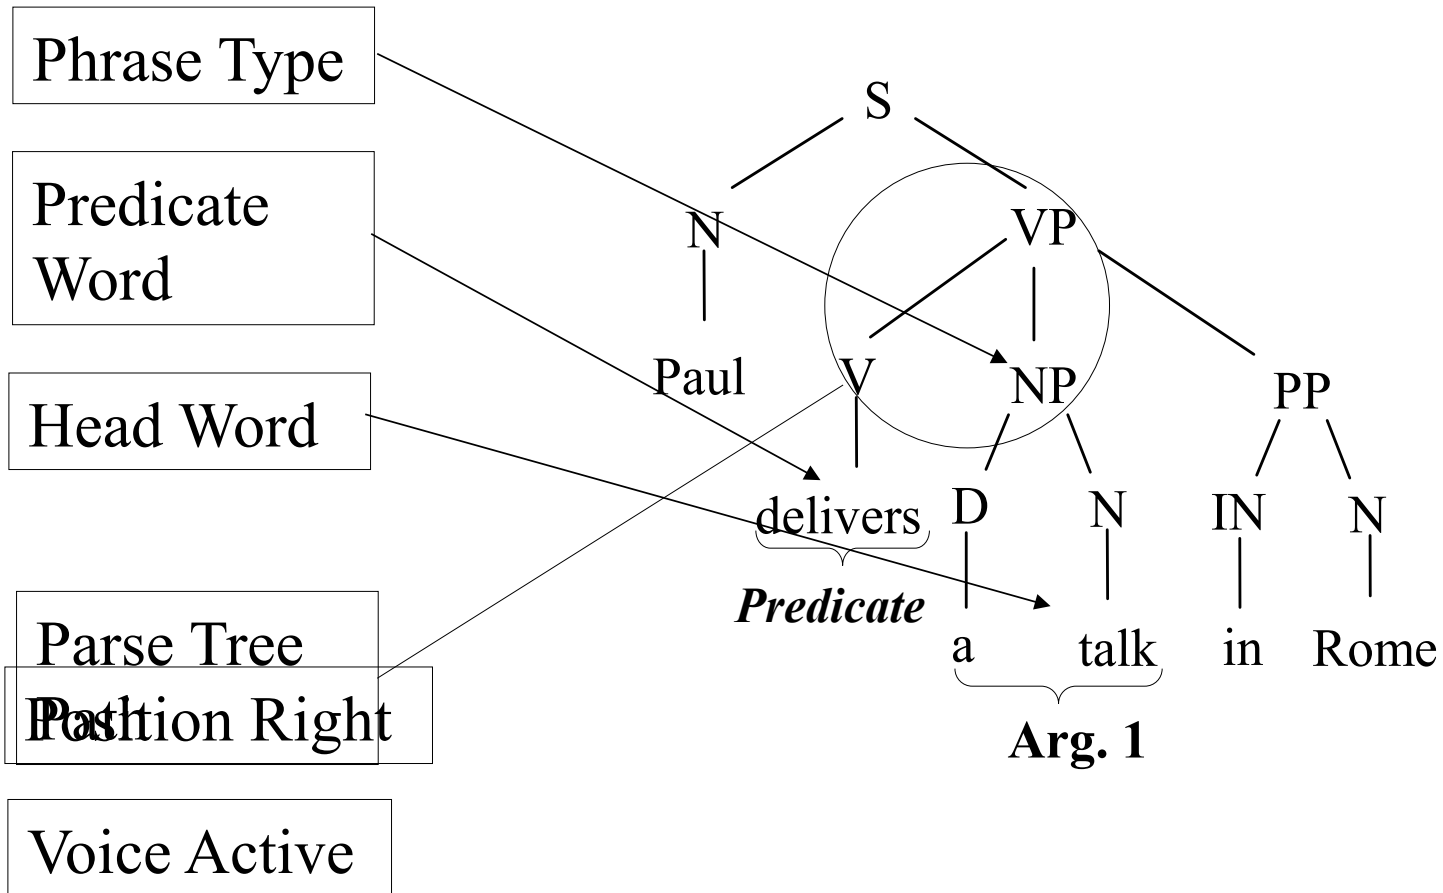 Phrase Type
Predicate
Word
Head Word
Parse Tree
Path
Position Right
Voice Active
S
N VP
Paul V NP PP
delivers D N IN N
Predicate
a talk in Rome
Arg. 1